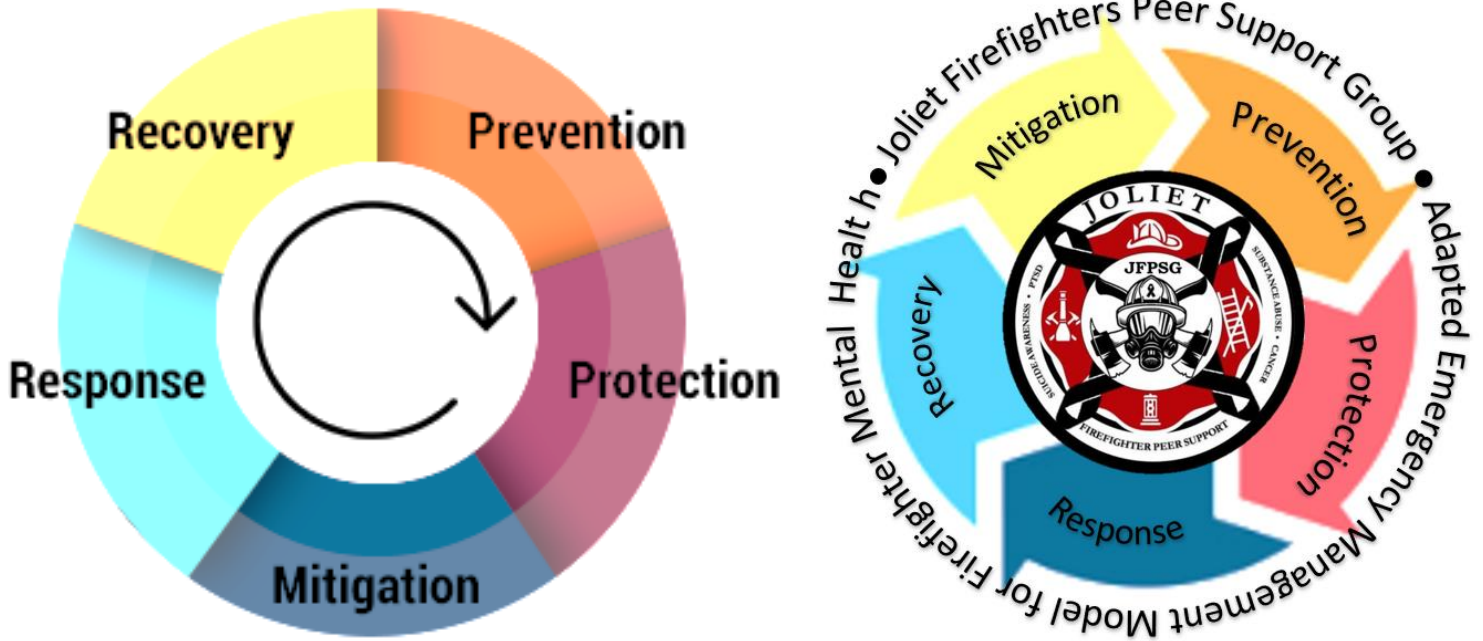 Recovery
Prevention
Response
Protection
Mitigation
Joliet Firefighters Peer Support Group • Adapted Emergency Management Model for Firefighter Mental Healt h •
Mitigation
Prevention
Protection
Response
Recovery
JOLIET
JFPSG
SUICIDE AWARENESS • PTSD
SUBSTANCE ABUSE • CANCER
FIREFIGHTER PEER SUPPORT